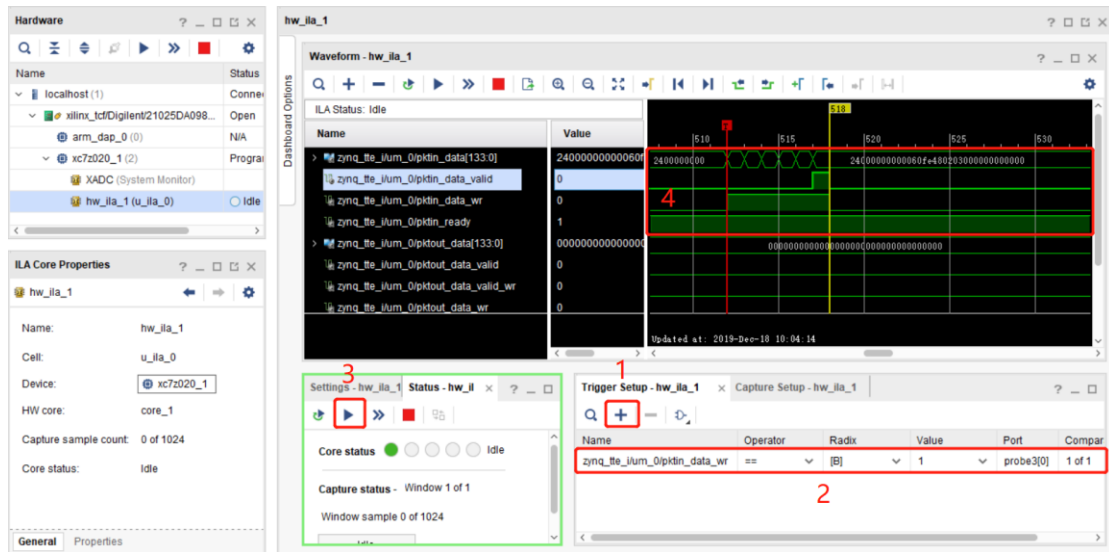 Hardware
Name
Status
localhost (1)
Conne
xilinx_tcf/Digilent/21025DA098...
Open
arm_dap_0 (0)
N/A
xc7z020_1 (2)
Progra
XADC (System Monitor)
hw_ila_1 (u_ila_0)
Idle
ILA Core Properties
hw_ila_1
Name:
hw_ila_1
Cell:
u_ila_0
Device:
xc7z020_1
HW core:
core_1
Capture sample count:
0 of 1024
Core status:
Idle
General
Properties
hw_ila_1
Dashboard Options
Waveform - hw_ila_1
ILA Status: Idle
Name
Value
518
510
515
520
525
530
zynq_tte_i/um_0/pktin_data[133:0]
24000000000060f
2400000000
24000000000060fe480203000000000000
zynq_tte_i/um_0/pktin_data_valid
0
zynq_tte_i/um_0/pktin_data_wr
0
4
zynq_tte_i/um_0/pktin_ready
1
zynq_tte_i/um_0/pktout_data[133:0]
zynq_tte_i/um_0/pktout_data_valid
0
zynq_tte_i/um_0/pktout_data_valid_wr
0
zynq_tte_i/um_0/pktout_data_wr
0
Updated at: 2019-Dec-18 10:04:14
3
Settings - hw_ila_1
Status - hw_il
Core status
Idle
Capture status -
Window 1 of 1
Window sample 0 of 1024
1
Trigger Setup - hw_ila_1
Capture Setup - hw_ila_1
Name
Operator
Radix
Value
Port
Compar
zynq_tte_i/um_0/pktin_data_wr
==
[B]
1
probe3[0]
1 of 1
2